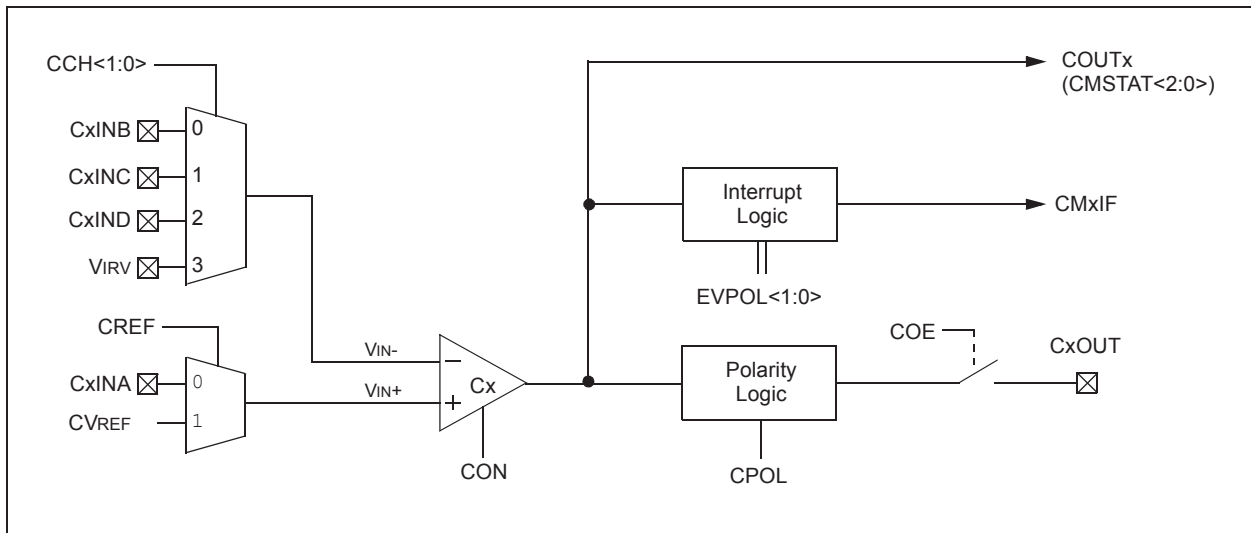 CCH<1:0>
CxINB
0
CxINC
1
CxIND
2
VIRV
3
CREF
CxINA
0
CVREF
1
VIN-
VIN+
−
+
Cx
CON
COUTx
(CMSTAT<2:0>)
Interrupt
Logic
CMxIF
EVPOL<1:0>
Polarity
Logic
CPOL
COE
CxOUT